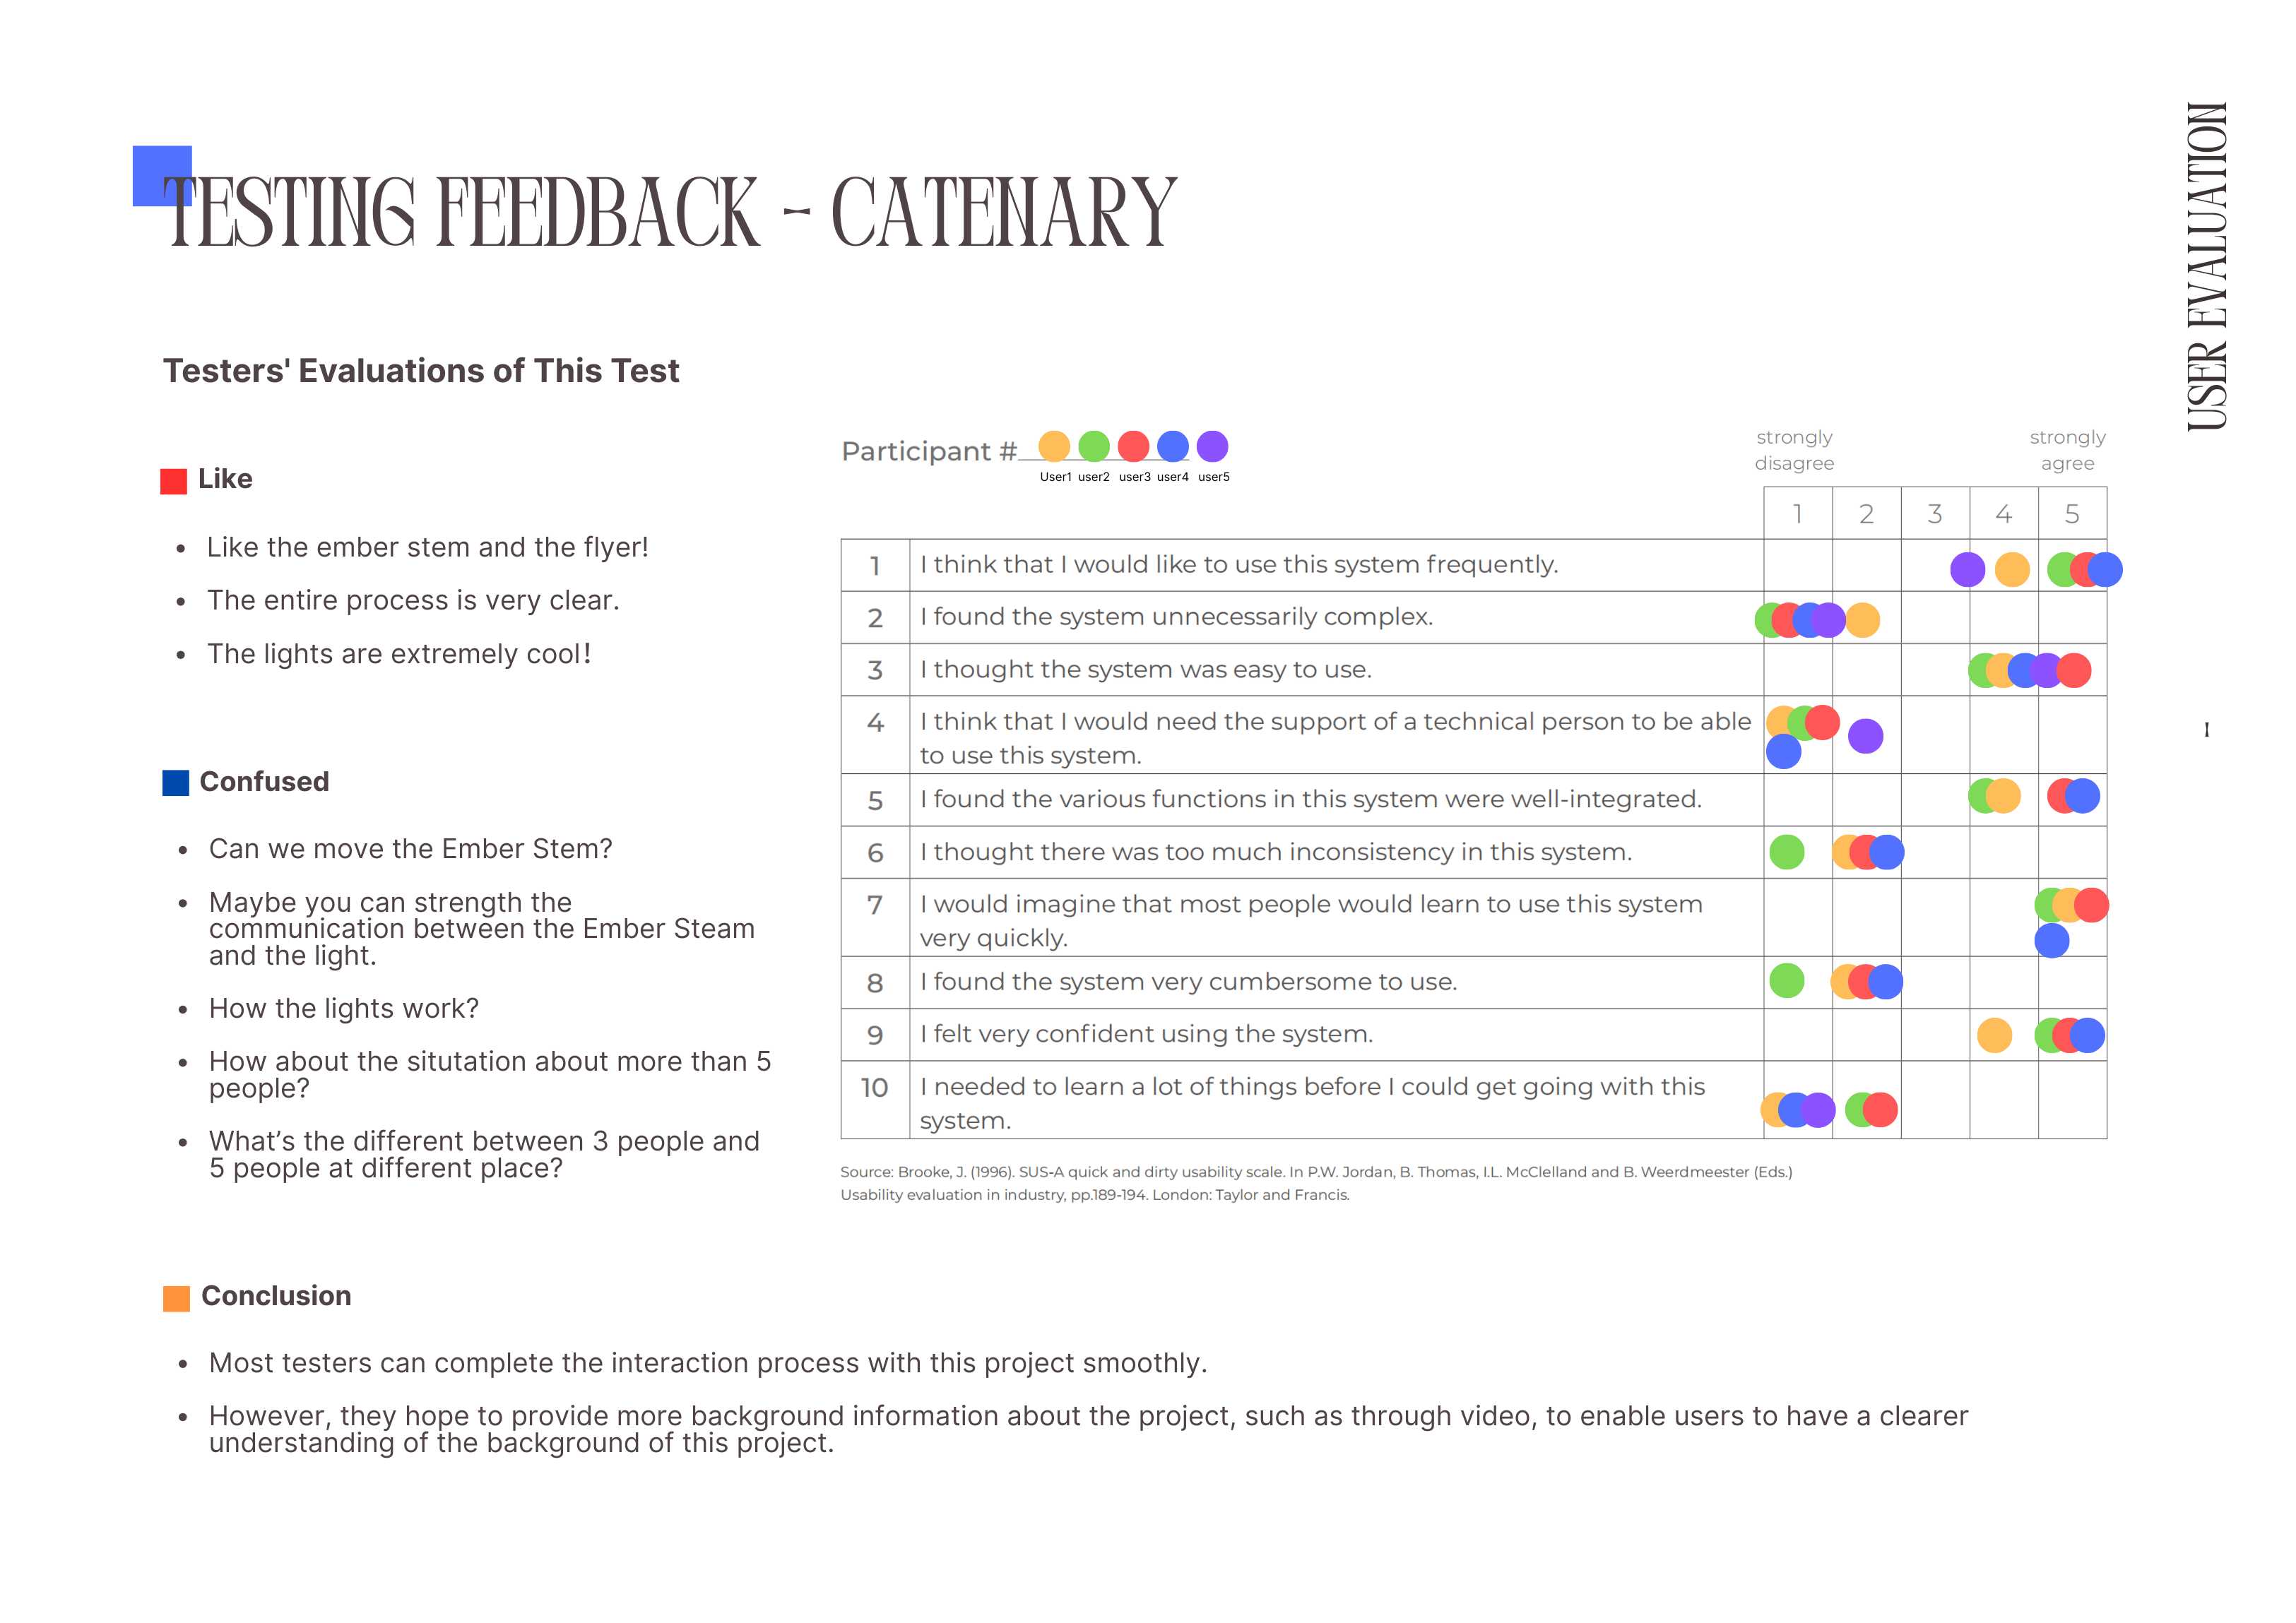 TESTING FEEDBACK - CATENARY
USER EVALUATION
I
Testers' Evaluations of This Test
Like
• Like the ember stem and the flyer!
• The entire process is very clear.
• The lights are extremely cool！
Confused
• Can we move the Ember Stem?
• Maybe you can strength the
communication between the Ember Steam
and the light.
• How the lights work?
• How about the situtation about more than 5
people?
• What’s the different between 3 people and
5 people at different place?
Participant #
User1 user2 user3 user4 user5
strongly
disagree
strongly
agree
1 2 3 4 5
1 I think that I would like to use this system frequently.
2 I found the system unnecessarily complex.
3 I thought the system was easy to use.
4 I think that I would need the support of a technical person to be able
to use this system.
5 I found the various functions in this system were well-integrated.
6 I thought there was too much inconsistency in this system.
7 I would imagine that most people would learn to use this system
very quickly.
8 I found the system very cumbersome to use.
9 I felt very confident using the system.
10 I needed to learn a lot of things before I could get going with this
system.
Source: Brooke, J. (1996). SUS-A quick and dirty usability scale. In P.W. Jordan, B. Thomas, I.L. McClelland and B. Weerdmeester (Eds.)
Usability evaluation in industry, pp.189-194. London: Taylor and Francis.
Conclusion
• Most testers can complete the interaction process with this project smoothly.
• However, they hope to provide more background information about the project, such as through video, to enable users to have a clearer
understanding of the background of this project.